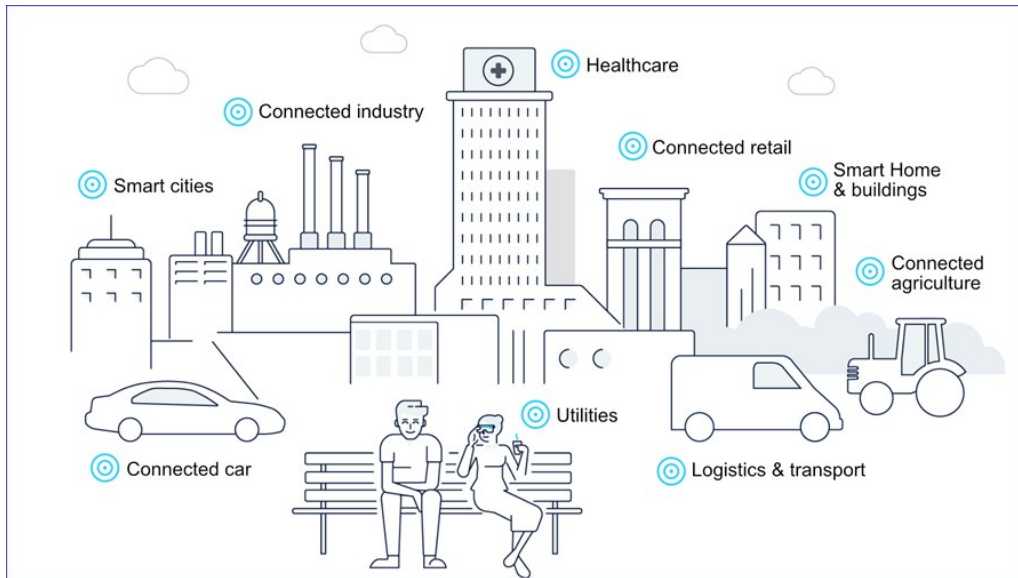 Healthcare
Connected industry
Connected retail
Smart Home
& buildings
Smart cities
Connected
agriculture
Utilities
Connected car
Logistics & transport